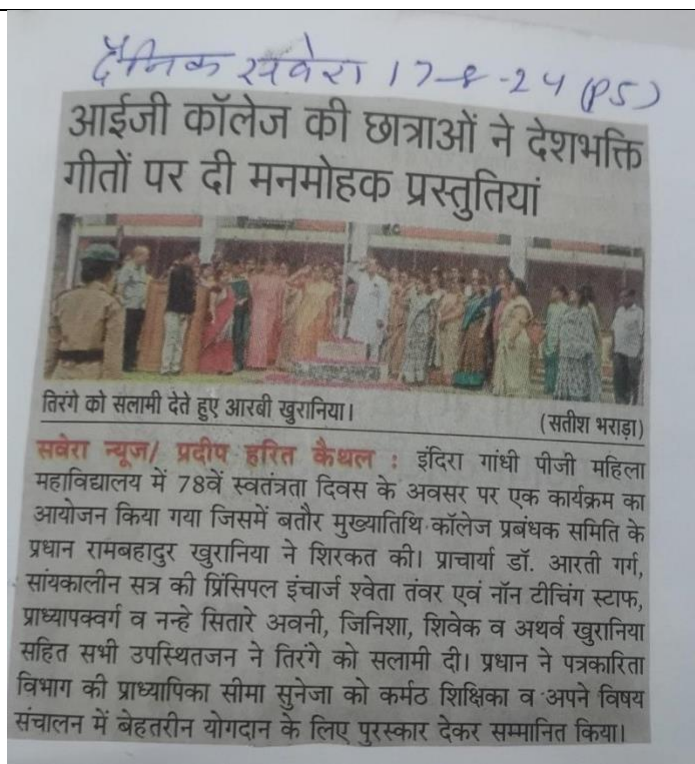 दैनिक सवेरा 17-8-24 (P5)
आईजी कॉलेज की छात्राओं ने देशभक्ति
गीतों पर दी मनमोहक प्रस्तुतियां
तिरंगे को सलामी देते हुए आरबी खुरानिया।
(सतीश भराड़ा)
सवेरा न्यूज/ प्रदीप हरित कैथल : इंदिरा गांधी पीजी महिला
महाविद्यालय में 78वें स्वतंत्रता दिवस के अवसर पर एक कार्यक्रम का
आयोजन किया गया जिसमें बतौर मुख्यातिथि कॉलेज प्रबंधक समिति के
प्रधान रामबहादुर खुरानिया ने शिरकत की। प्राचार्या डॉ. आरती गर्ग,
सांयकालीन सत्र की प्रिंसिपल इंचार्ज श्वेता तंवर एवं नॉन टीचिंग स्टाफ,
प्राध्यापक्वर्ग व नन्हे सितारे अवनी, जिनिशा, शिवेक व अथर्व खुरानिया
सहित सभी उपस्थितजन ने तिरंगे को सलामी दी। प्रधान ने पत्रकारिता
विभाग की प्राध्यापिका सीमा सुनेजा को कर्मठ शिक्षिका व अपने विषय
संचालन में बेहतरीन योगदान के लिए पुरस्कार देकर सम्मानित किया।